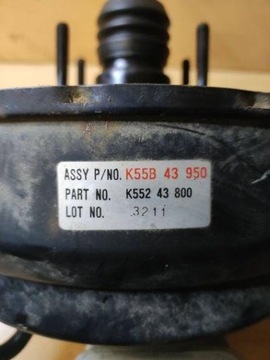 ASSY P/NO. K55B 43 950
PART NO. K552 43 800
LOT NO. 3211